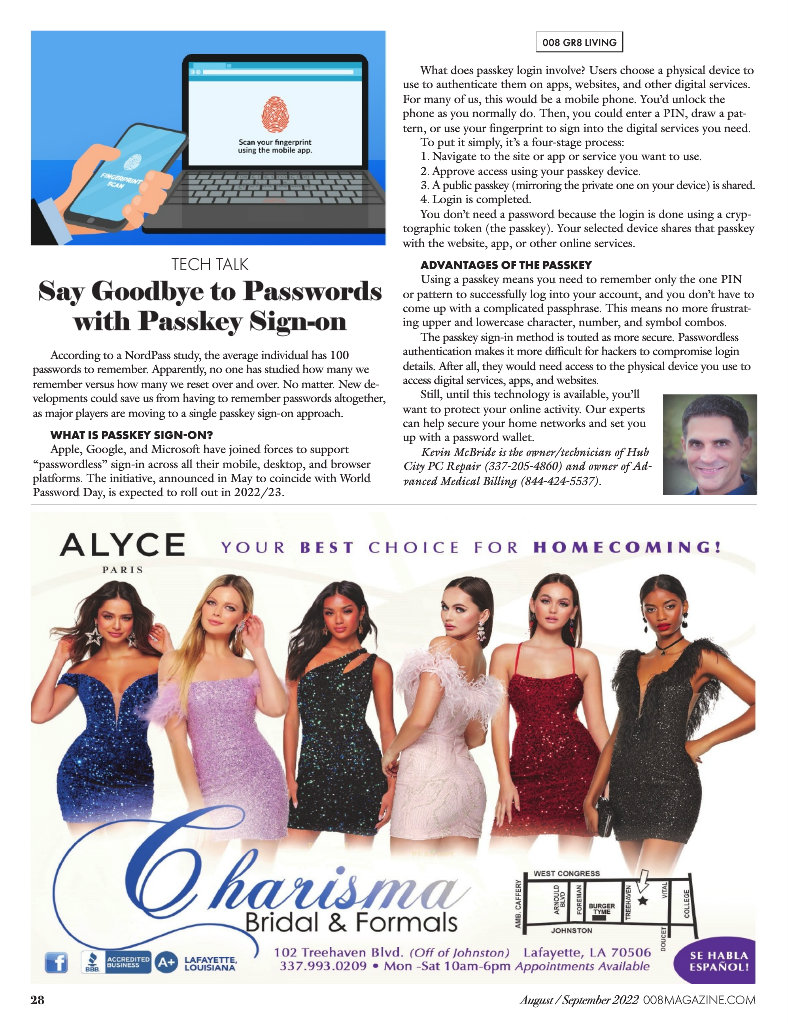 Scan your fingerprint
using the mobile app.
FINGERPRINT
SCAN
TECH TALK
Say Goodbye to Passwords
with Passkey Sign-on
According to a NordPass study, the average individual has 100
passwords to remember. Apparently, no one has studied how many we
remember versus how many we reset over and over. No matter. New de-
velopments could save us from having to remember passwords altogether,
as major players are moving to a single passkey sign-on approach.
WHAT IS PASSKEY SIGN-ON?
Apple, Google, and Microsoft have joined forces to support
“passwordless” sign-in across all their mobile, desktop, and browser
platforms. The initiative, announced in May to coincide with World
Password Day, is expected to roll out in 2022/23.
008 GR8 LIVING
What does passkey login involve? Users choose a physical device to
use to authenticate them on apps, websites, and other digital services.
For many of us, this would be a mobile phone. You’d unlock the
phone as you normally do. Then, you could enter a PIN, draw a pat-
tern, or use your fingerprint to sign into the digital services you need.
To put it simply, it’s a four-stage process:
1. Navigate to the site or app or service you want to use.
2. Approve access using your passkey device.
3. A public passkey (mirroring the private one on your device) is shared.
4. Login is completed.
You don’t need a password because the login is done using a cryp-
tographic token (the passkey). Your selected device shares that passkey
with the website, app, or other online services.
ADVANTAGES OF THE PASSKEY
Using a passkey means you need to remember only the one PIN
or pattern to successfully log into your account, and you don’t have to
come up with a complicated passphrase. This means no more frustrat-
ing upper and lowercase character, number, and symbol combos.
The passkey sign-in method is touted as more secure. Passwordless
authentication makes it more difficult for hackers to compromise login
details. After all, they would need access to the physical device you use to
access digital services, apps, and websites.
Still, until this technology is available, you’ll
want to protect your online activity. Our experts
can help secure your home networks and set you
up with a password wallet.
Kevin McBride is the owner/technician of Hub
City PC Repair (337-205-4860) and owner of Ad-
vanced Medical Billing (844-424-5537).
ALYCE
PARIS
YOUR BEST CHOICE FOR HOMECOMING!
Charisma
Bridal & Formals
WEST CONGRESS
AMB. CAFFERY
ARNOULD
BLVD
FOREMAN
BURGER
TYME
TREEHAVEN
VITAL
COLLEGE
JOHNSTON
DOUCET
f
BBB
ACCREDITED
BUSINESS
A+
LAFAYETTE,
LOUISIANA
102 Treehaven Blvd. (Off of Johnston) Lafayette, LA 70506
337.993.0209 • Mon -Sat 10am-6pm Appointments Available
SE HABLA
ESPAÑOL!
28
August / September 2022 008MAGAZINE.COM